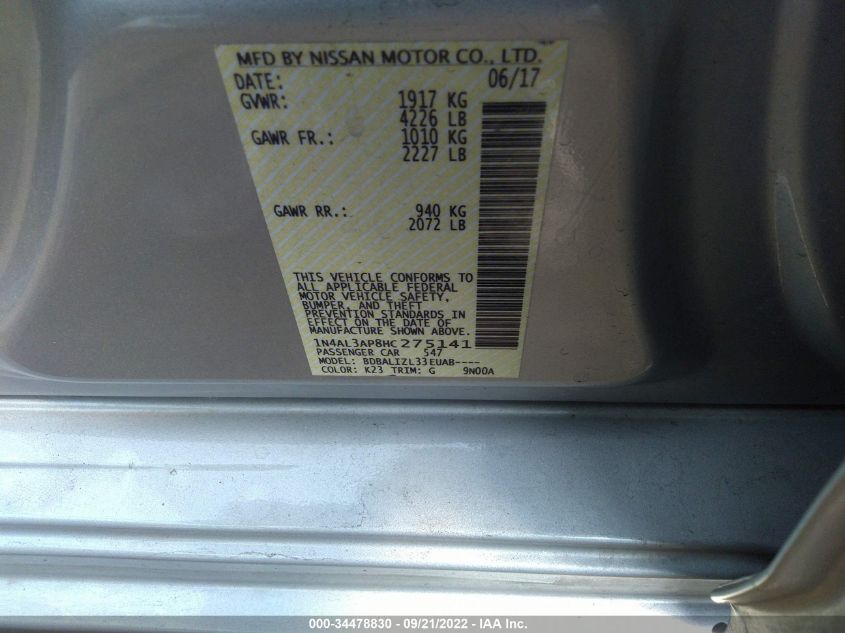 MFD BY NISSAN MOTOR CO., LTD.
DATE: 06/17
GVWR: 1917 KG
4226 LB
GAWR FR.: 1010 KG
2227 LB
GAWR RR.: 940 KG
2072 LB
THIS VEHICLE CONFORMS TO
ALL APPLICABLE FEDERAL
MOTOR VEHICLE SAFETY,
BUMPER, AND THEFT
PREVENTION STANDARDS IN
EFFECT ON THE DATE OF
MANUFACTURE SHOWN ABOVE.
1N4AL3AP8HC275141
PASSENGER CAR 547
MODEL: BDBALIZL33EUAB----
COLOR: K23 TRIM: G 9N00A
000-34478830 - 09/21/2022 - IAA Inc.